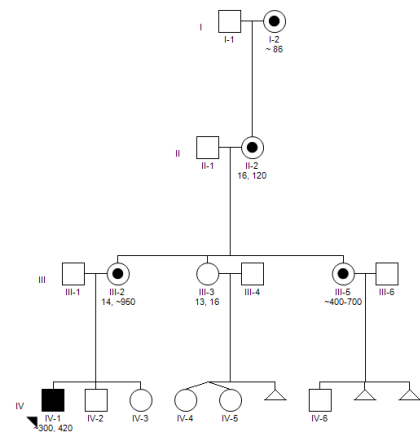 I
I-1
I-2
~ 86
II
II-1
II-2
16, 120
III
III-1
III-2
III-3
III-4
III-5
III-6
14, ~950
13, 16
~400-700
IV
IV-1
IV-2
IV-3
IV-4
IV-5
IV-6
~300, 420